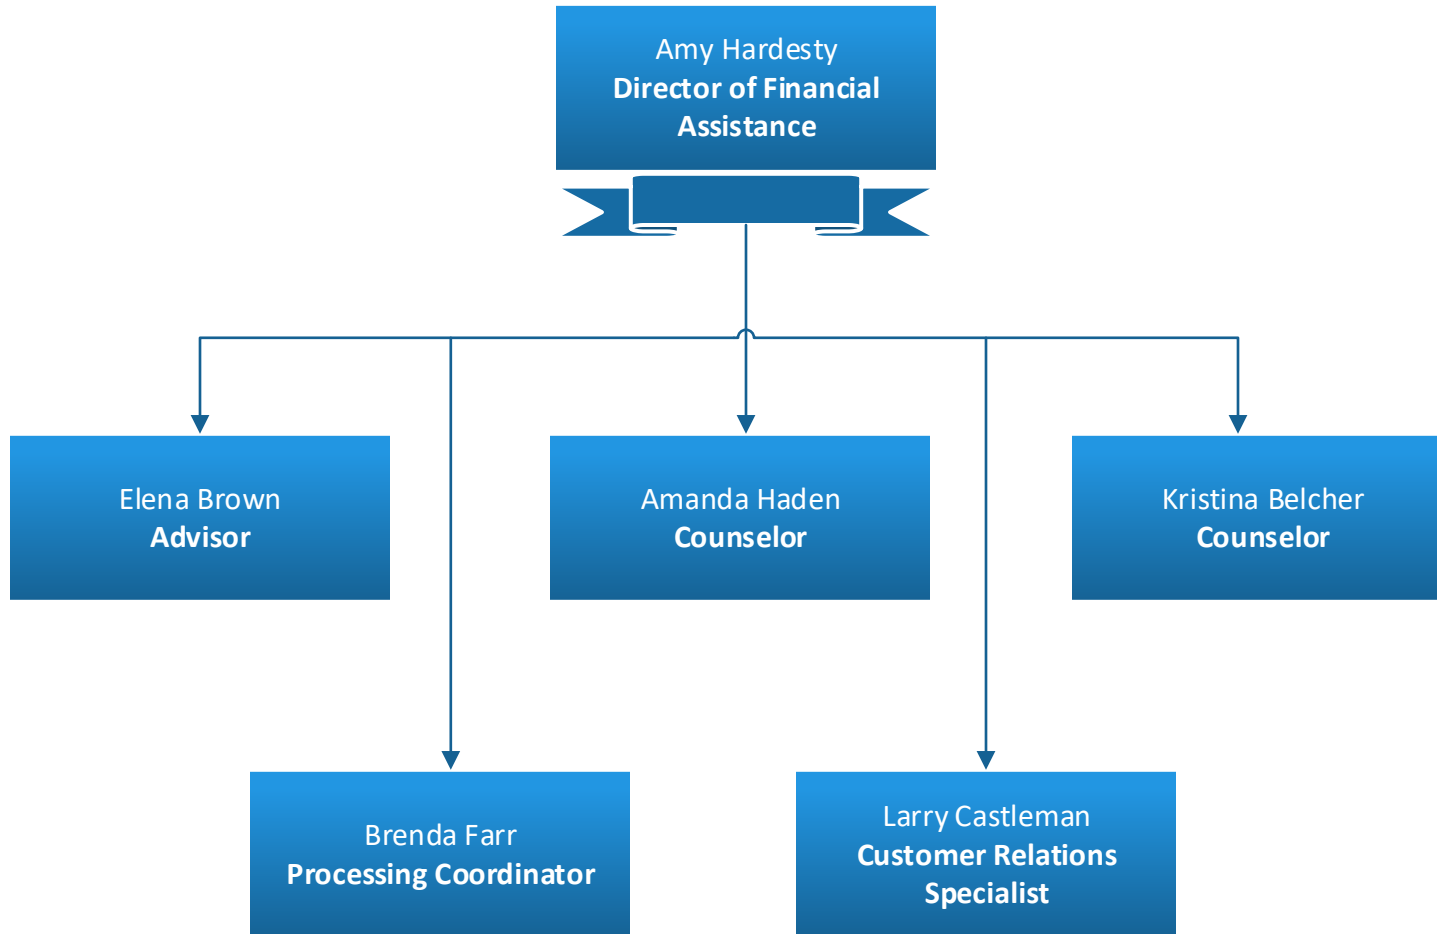 Amy Hardesty
Director of Financial
Assistance
Elena Brown
Advisor
Amanda Haden
Counselor
Kristina Belcher
Counselor
Brenda Farr
Processing Coordinator
Larry Castleman
Customer Relations
Specialist